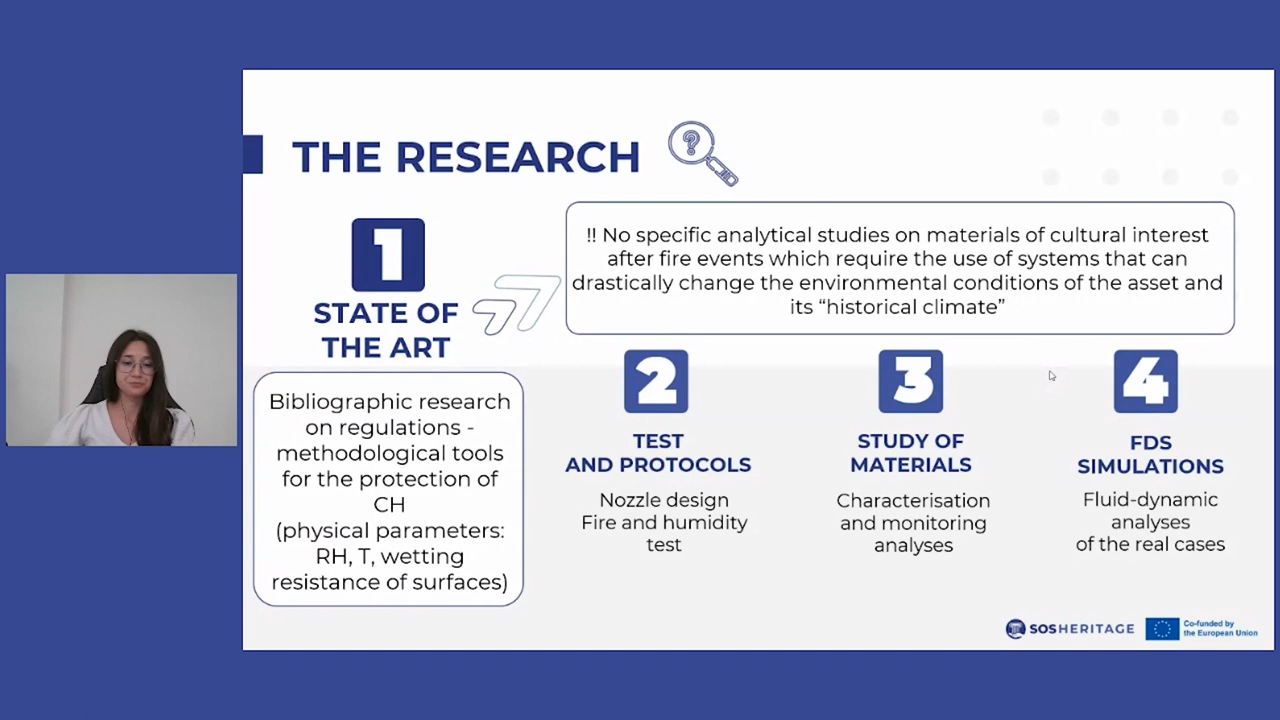 THE RESEARCH
?
1
STATE OF
THE ART
!! No specific analytical studies on materials of cultural interest
after fire events which require the use of systems that can
drastically change the environmental conditions of the asset and
its “historical climate”
Bibliographic research
on regulations -
methodological tools
for the protection of
CH
(physical parameters:
RH, T, wetting
resistance of surfaces)
2
TEST
AND PROTOCOLS
Nozzle design
Fire and humidity
test
3
STUDY OF
MATERIALS
Characterisation
and monitoring
analyses
4
FDS
SIMULATIONS
Fluid-dynamic
analyses
of the real cases
SOSHERITAGE
Co-funded by
the European Union